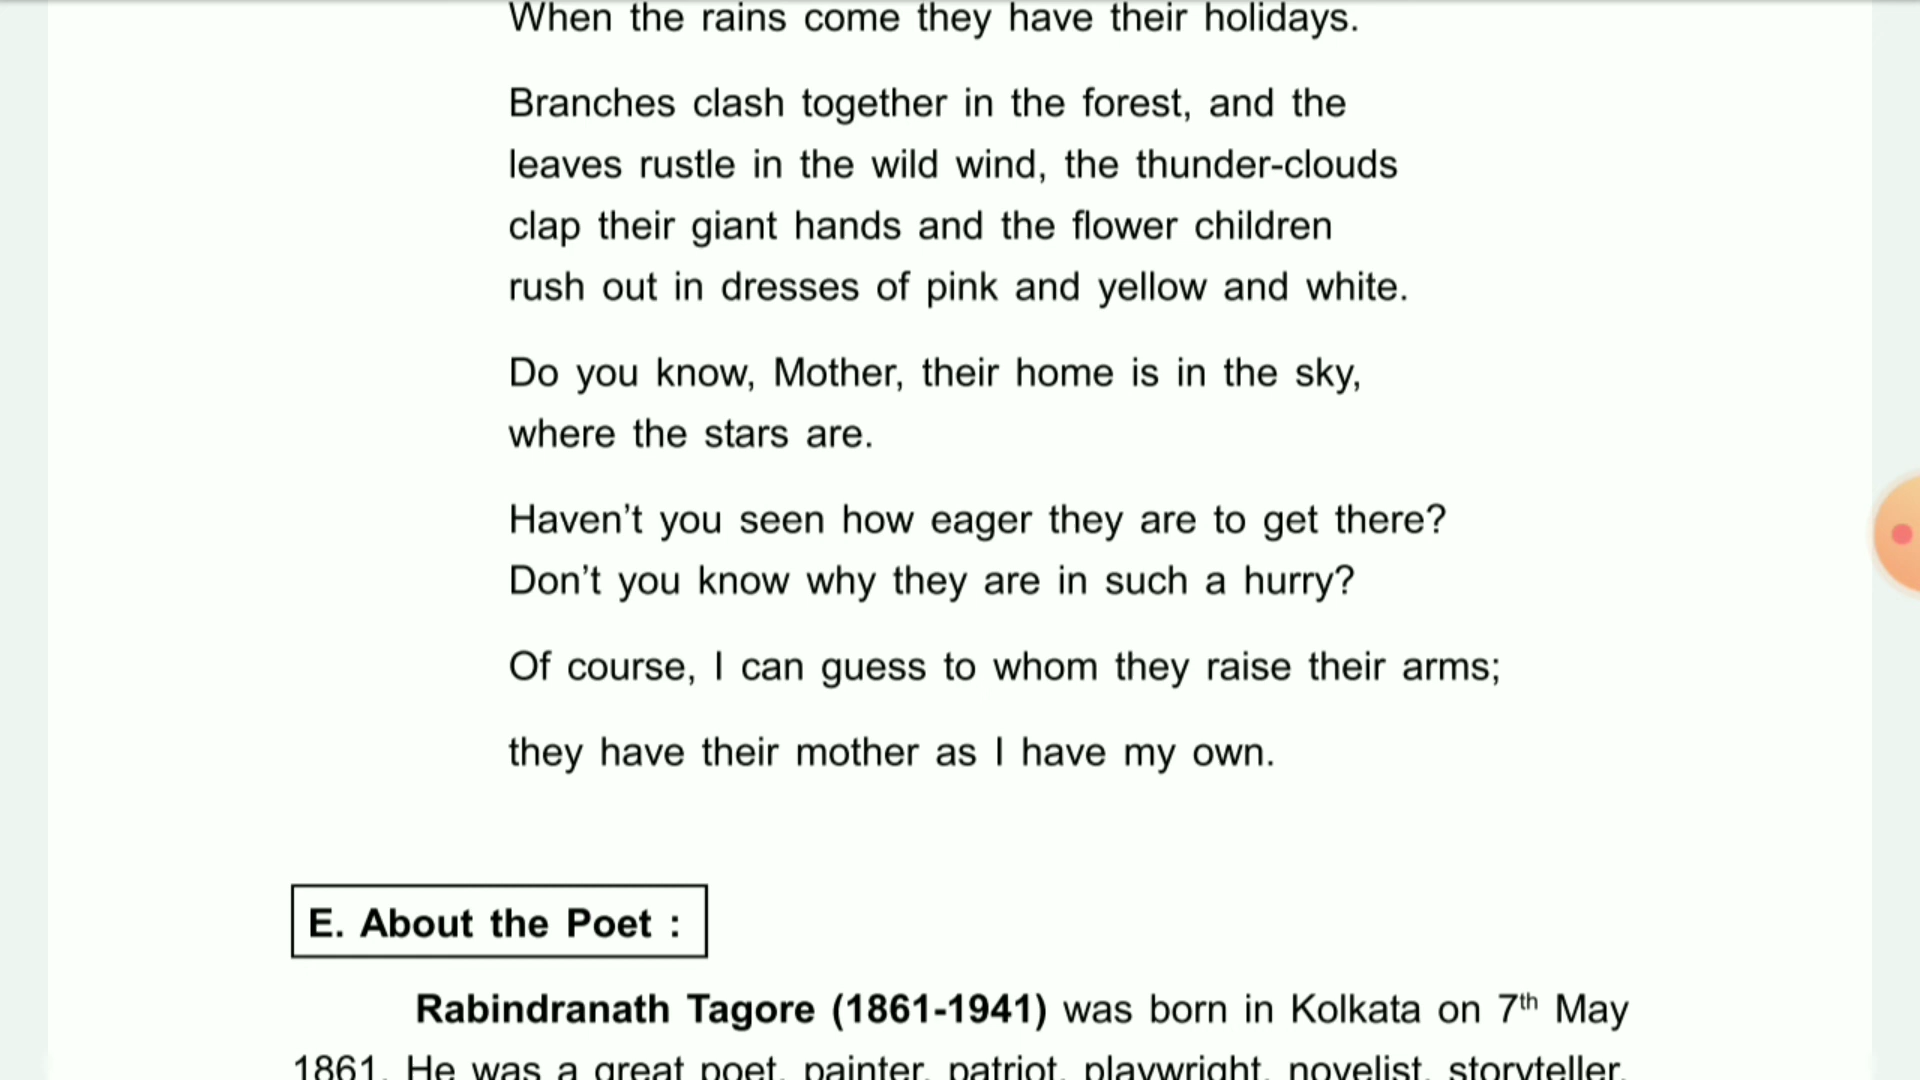 When the rains come they have their holidays.
Branches clash together in the forest, and the
leaves rustle in the wild wind, the thunder-clouds
clap their giant hands and the flower children
rush out in dresses of pink and yellow and white.
Do you know, Mother, their home is in the sky,
where the stars are.
Haven’t you seen how eager they are to get there?
Don’t you know why they are in such a hurry?
Of course, I can guess to whom they raise their arms;
they have their mother as I have my own.
E. About the Poet :
Rabindranath Tagore (1861-1941) was born in Kolkata on 7th May
1861. He was a great poet, painter, patriot, playwright, novelist, storyteller,